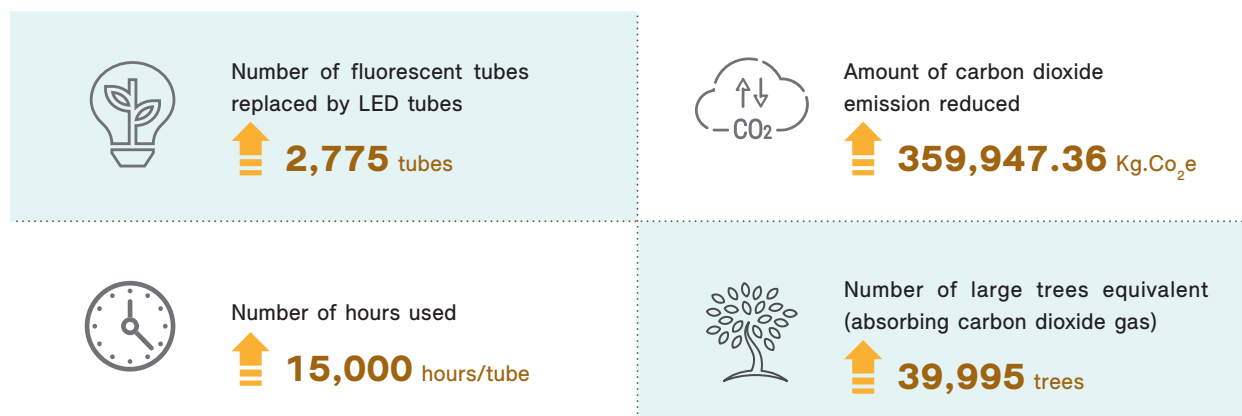 Number of fluorescent tubes
replaced by LED tubes
2,775 tubes
CO2
Amount of carbon dioxide
emission reduced
359,947.36 Kg.Co₂e
Number of hours used
15,000 hours/tube
Number of large trees equivalent
(absorbing carbon dioxide gas)
39,995 trees